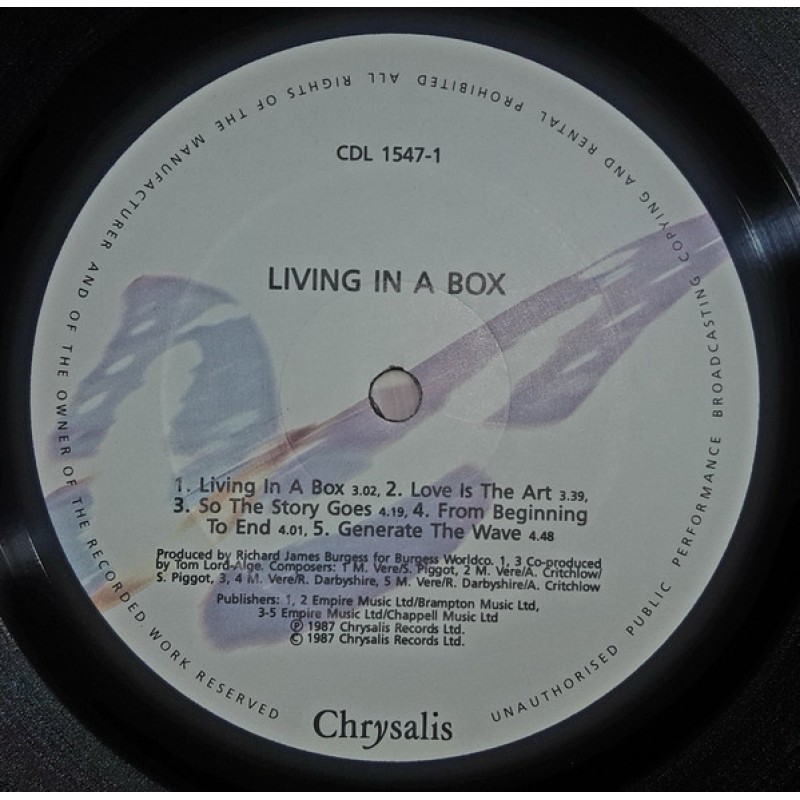 CDL 1547-1
LIVING IN A BOX
1. Living In A Box 3.02, 2. Love Is The Art 3.39,
3. So The Story Goes 4.19, 4. From Beginning
To End 4.01, 5. Generate The Wave 4.48
Produced by Richard James Burgess for Burgess Worldco. 1, 3 Co-produced
by Tom Lord-Alge. Composers: 1 M. Vere/S. Piggot, 2 M. Vere/A. Critchlow/
S. Piggot, 3, 4 M. Vere/R. Darbyshire, 5 M. Vere/R. Darbyshire/A. Critchlow
Publishers: 1, 2 Empire Music Ltd/Brampton Music Ltd,
3-5 Empire Music Ltd/Chappell Music Ltd
℗ 1987 Chrysalis Records Ltd.
© 1987 Chrysalis Records Ltd.
Chrysalis
ALL RIGHTS OF THE MANUFACTURER AND OF THE OWNER OF THE RECORDED WORK RESERVED
UNAUTHORISED PUBLIC PERFORMANCE BROADCASTING COPYING AND RENTAL PROHIBITED